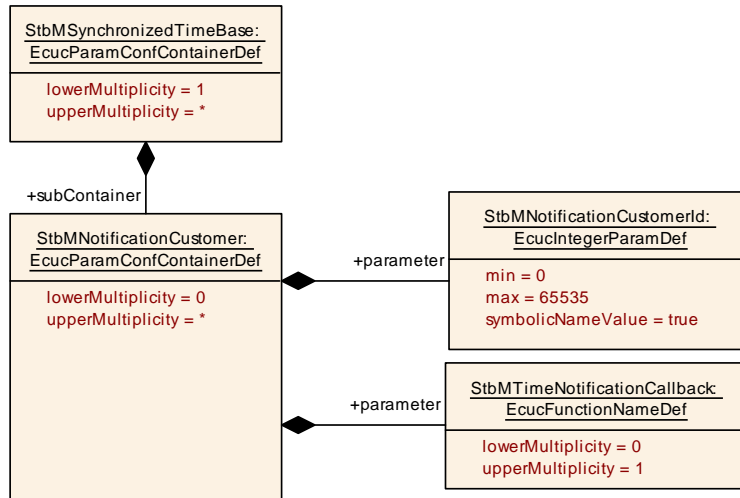 StbMSynchronizedTimeBase:
EcucParamConfContainerDef
lowerMultiplicity = 1
upperMultiplicity = *
+subContainer
StbMNotificationCustomer:
EcucParamConfContainerDef
lowerMultiplicity = 0
upperMultiplicity = *
+parameter
StbMNotificationCustomerId:
EcucIntegerParamDef
min = 0
max = 65535
symbolicNameValue = true
+parameter
StbMTimeNotificationCallback:
EcucFunctionNameDef
lowerMultiplicity = 0
upperMultiplicity = 1